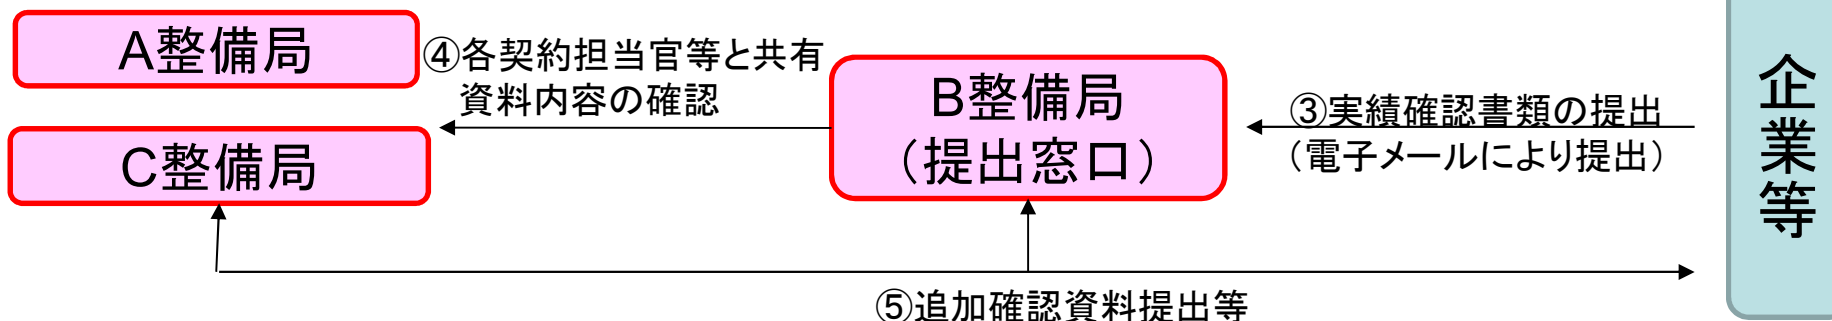 A整備局
④各契約担当官等と共有
資料内容の確認
C整備局
B整備局
（提出窓口）
③実績確認書類の提出
（電子メールにより提出）
企業等
⑤追加確認資料提出等